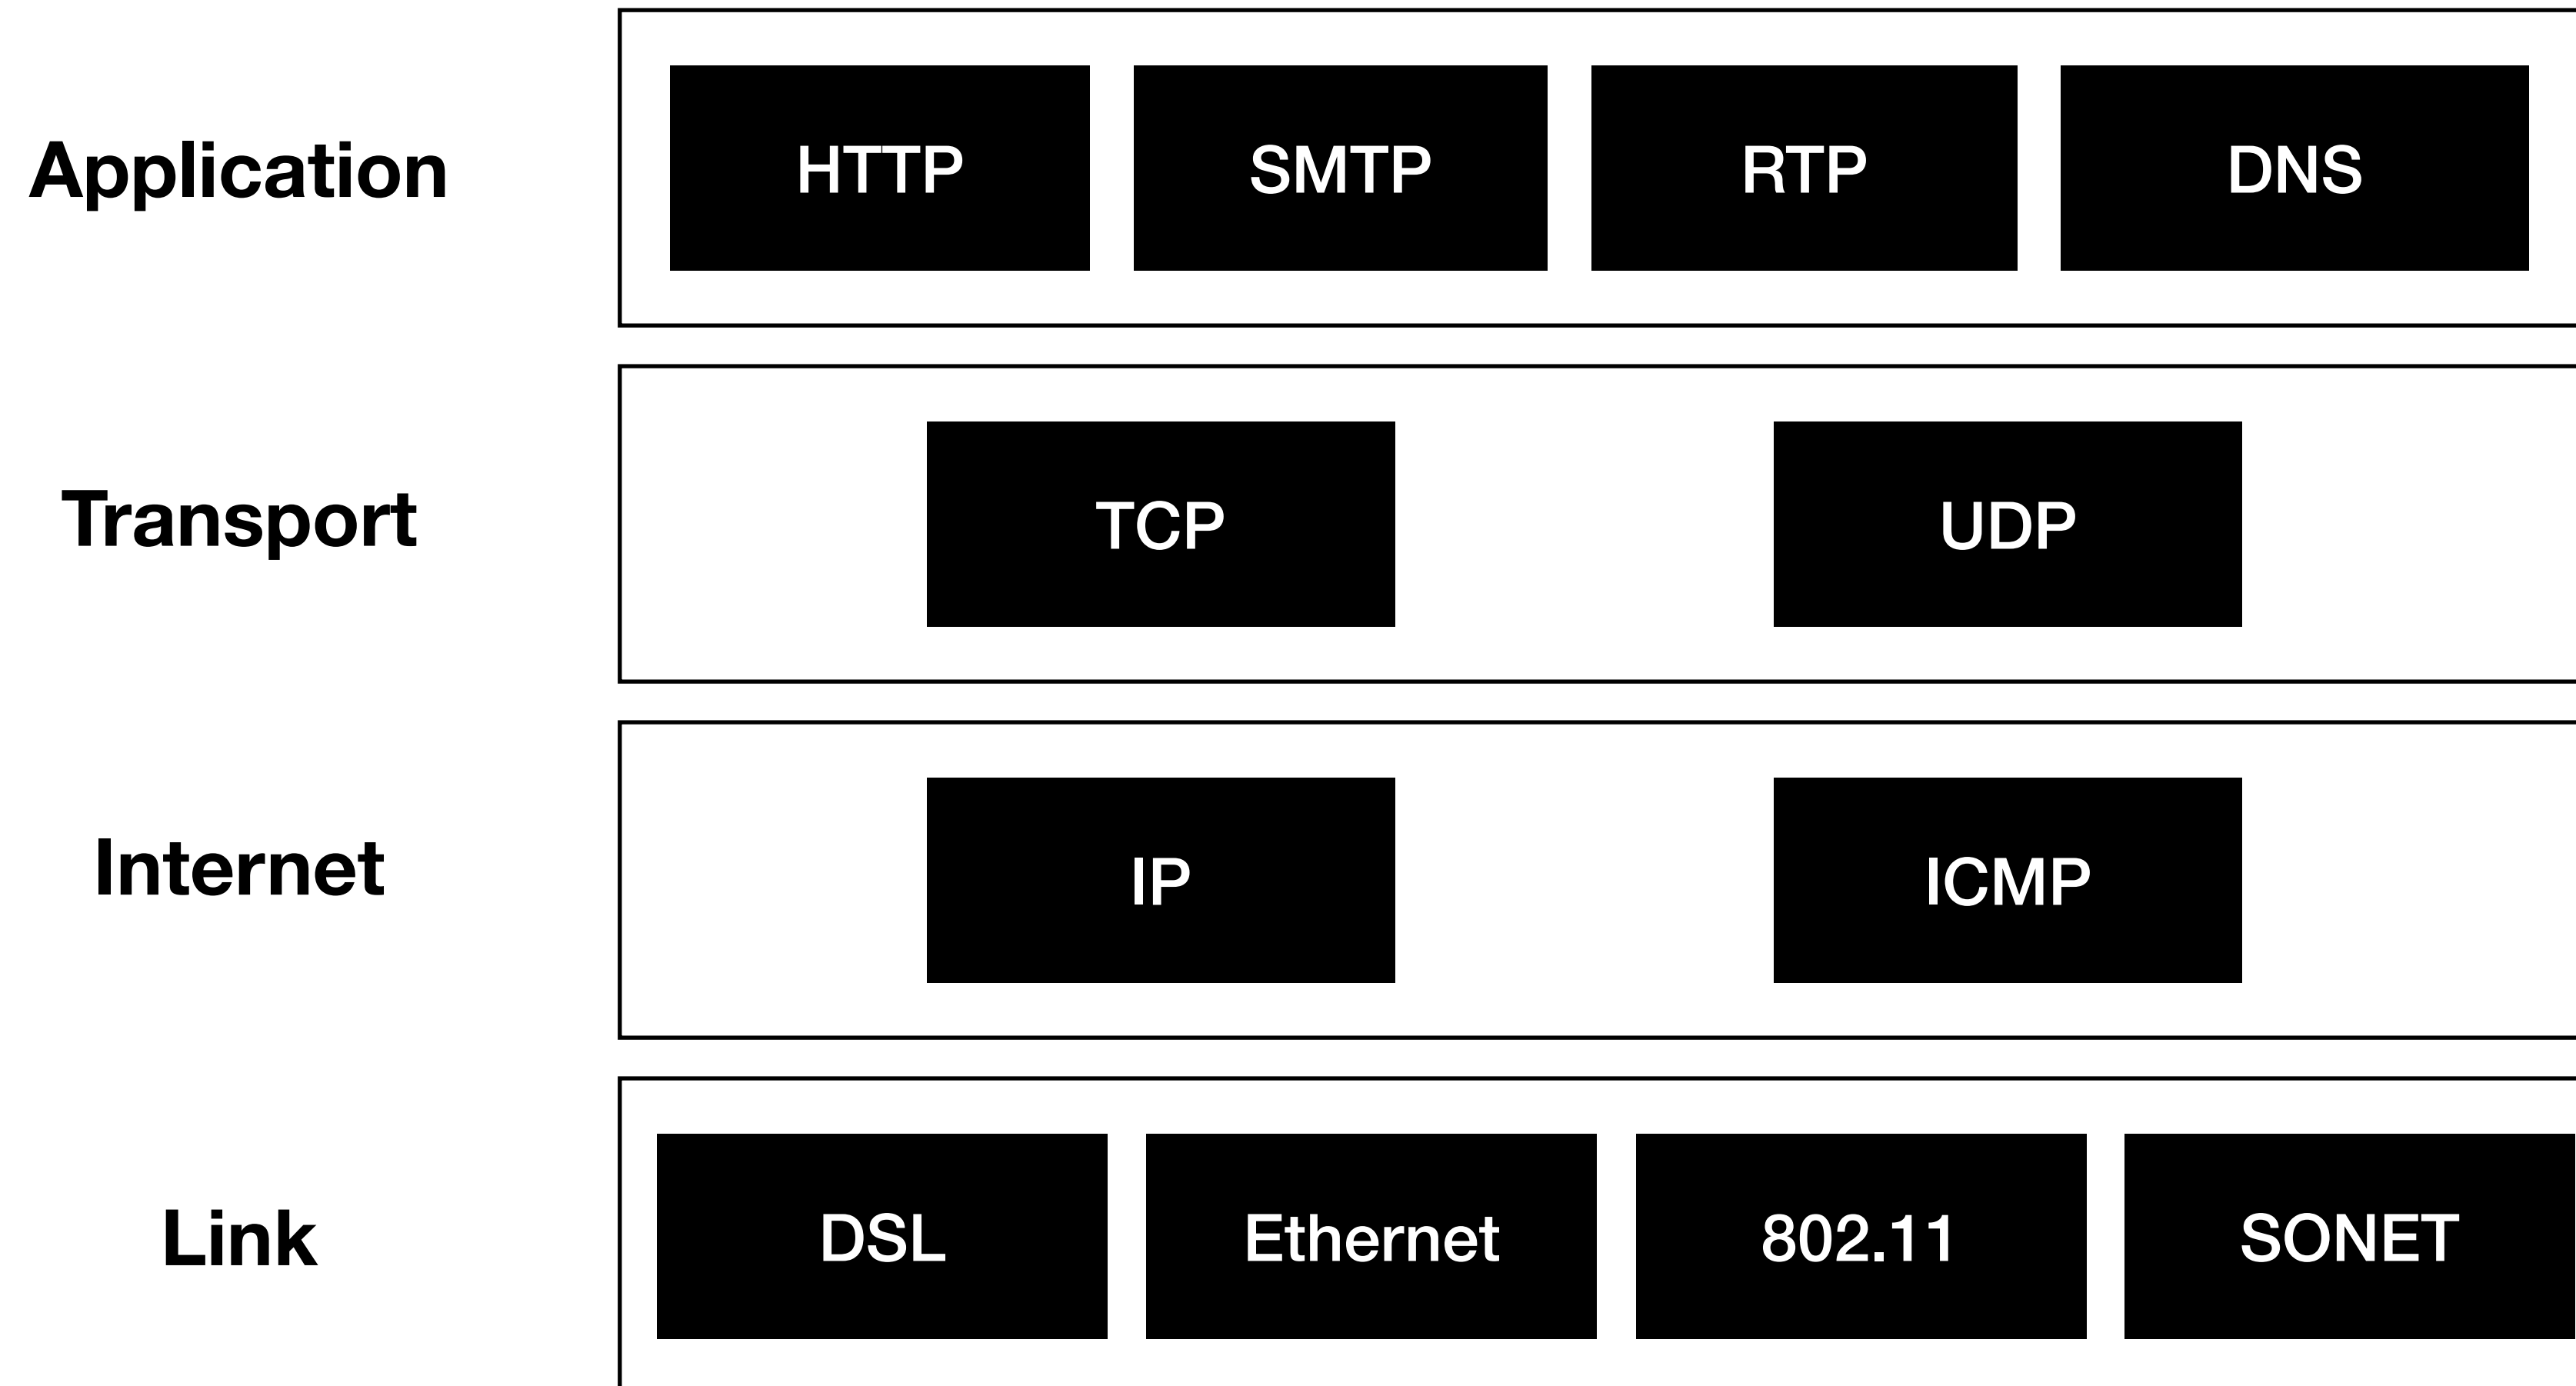 Application
HTTP SMTP RTP DNS
Transport
TCP UDP
Internet
IP ICMP
Link
DSL Ethernet 802.11 SONET